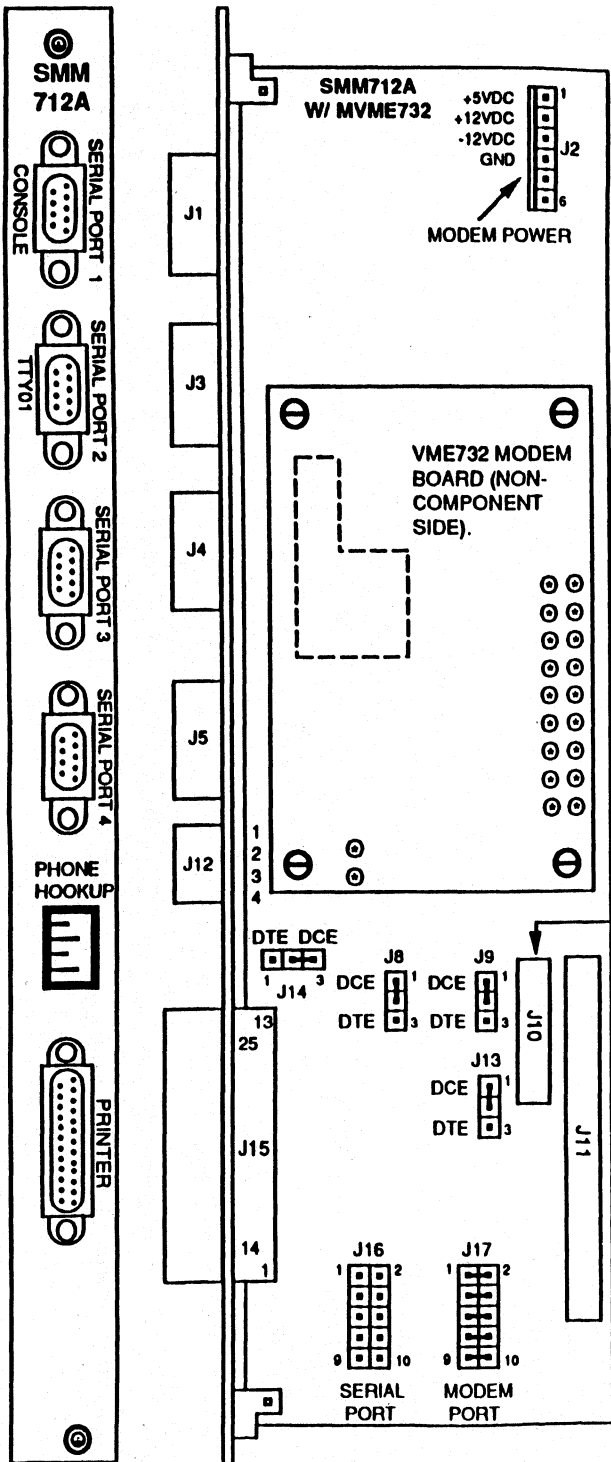 SMM
712A
SERIAL PORT 1
CONSOLE
SERIAL PORT 2
TTY01
SERIAL PORT 3
SERIAL PORT 4
PHONE
HOOKUP
PRINTER
J1
J3
J4
J5
J12
1
2
3
4
SMM712A
W/ MVME732
+5VDC
+12VDC
-12VDC
GND
1
J2
6
MODEM POWER
VME732 MODEM
BOARD (NON-
COMPONENT
SIDE).
DTE DCE
1 3
J14
J8
DCE 1
DTE 3
J9
DCE 1
DTE 3
J10
J13
DCE 1
DTE 3
J11
13
25
J15
14
1
J16
1 2
9 10
SERIAL
PORT
J17
1 2
9 10
MODEM
PORT